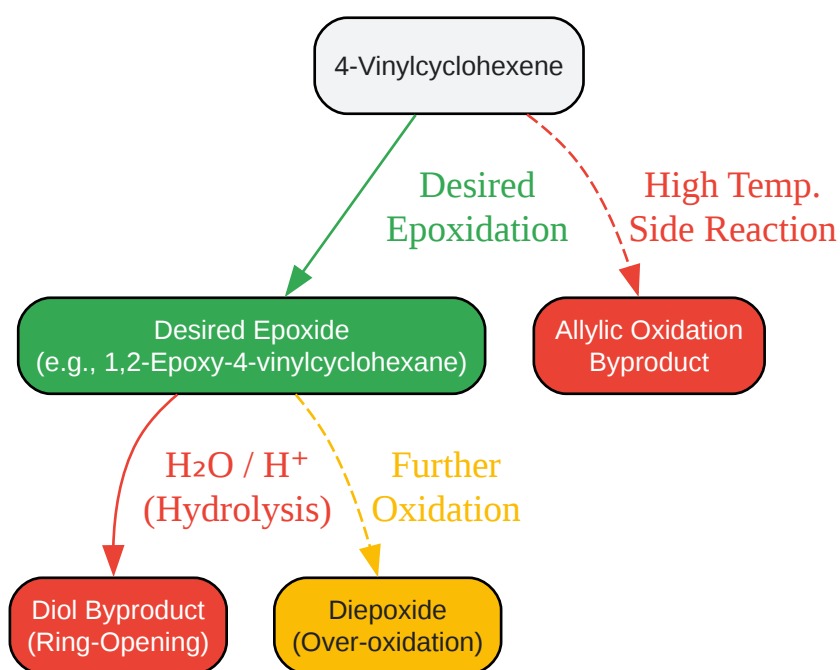 4-Vinylcyclohexene
Desired
Epoxidation
High Temp.
Side Reaction
Desired Epoxide
(e.g., 1,2-Epoxy-4-vinylcyclohexane)
Allylic Oxidation
Byproduct
H₂O / H⁺
(Hydrolysis)
Further
Oxidation
Diol Byproduct
(Ring-Opening)
Diepoxide
(Over-oxidation)